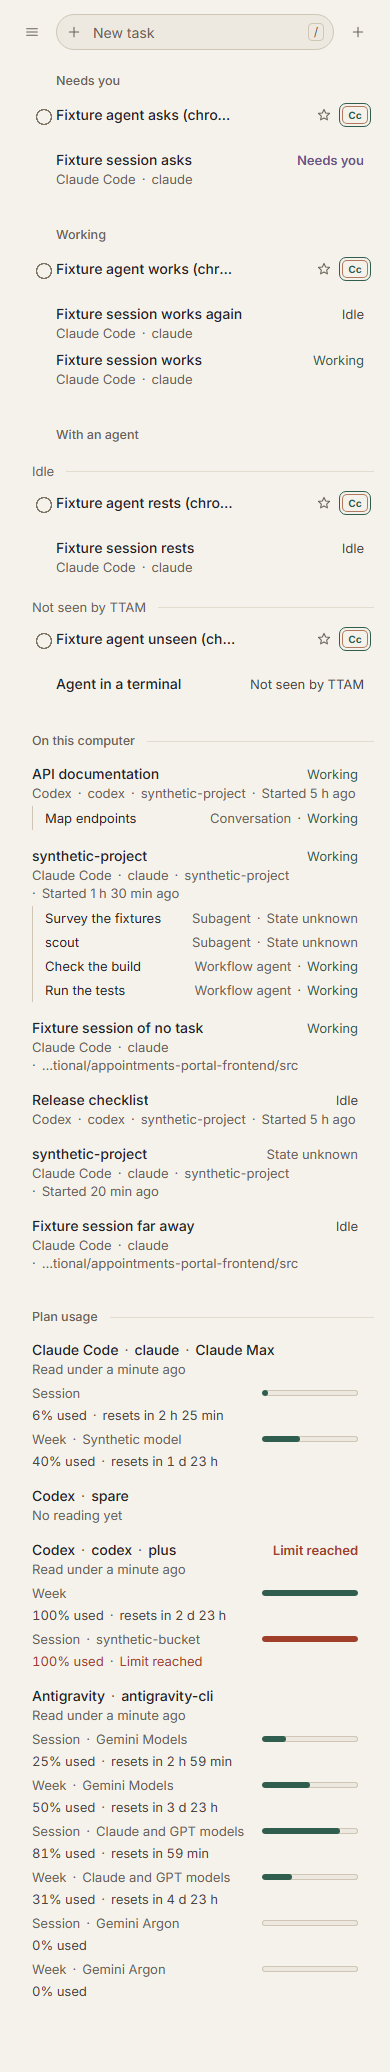 New task /
Needs you
Fixture agent asks (chro... Cc
Fixture session asks Needs you
Claude Code · claude
Working
Fixture agent works (chr... Cc
Fixture session works again Idle
Claude Code · claude
Fixture session works Working
Claude Code · claude
With an agent
Idle
Fixture agent rests (chro... Cc
Fixture session rests Idle
Claude Code · claude
Not seen by TTAM
Fixture agent unseen (ch... Cc
Agent in a terminal Not seen by TTAM
On this computer
API documentation Working
Codex · codex · synthetic-project · Started 5 h ago
Map endpoints Conversation · Working
synthetic-project Working
Claude Code · claude · synthetic-project
· Started 1 h 30 min ago
Survey the fixtures Subagent · State unknown
scout Subagent · State unknown
Check the build Workflow agent · Working
Run the tests Workflow agent · Working
Fixture session of no task Working
Claude Code · claude
· ...tional/appointments-portal-frontend/src
Release checklist Idle
Codex · codex · synthetic-project · Started 5 h ago
synthetic-project State unknown
Claude Code · claude · synthetic-project
· Started 20 min ago
Fixture session far away Idle
Claude Code · claude
· ...tional/appointments-portal-frontend/src
Plan usage
Claude Code · claude · Claude Max
Read under a minute ago
Session
6% used · resets in 2 h 25 min
Week · Synthetic model
40% used · resets in 1 d 23 h
Codex · spare
No reading yet
Codex · codex · plus Limit reached
Read under a minute ago
Week
100% used · resets in 2 d 23 h
Session · synthetic-bucket
100% used · Limit reached
Antigravity · antigravity-cli
Read under a minute ago
Session · Gemini Models
25% used · resets in 2 h 59 min
Week · Gemini Models
50% used · resets in 3 d 23 h
Session · Claude and GPT models
81% used · resets in 59 min
Week · Claude and GPT models
31% used · resets in 4 d 23 h
Session · Gemini Argon
0% used
Week · Gemini Argon
0% used